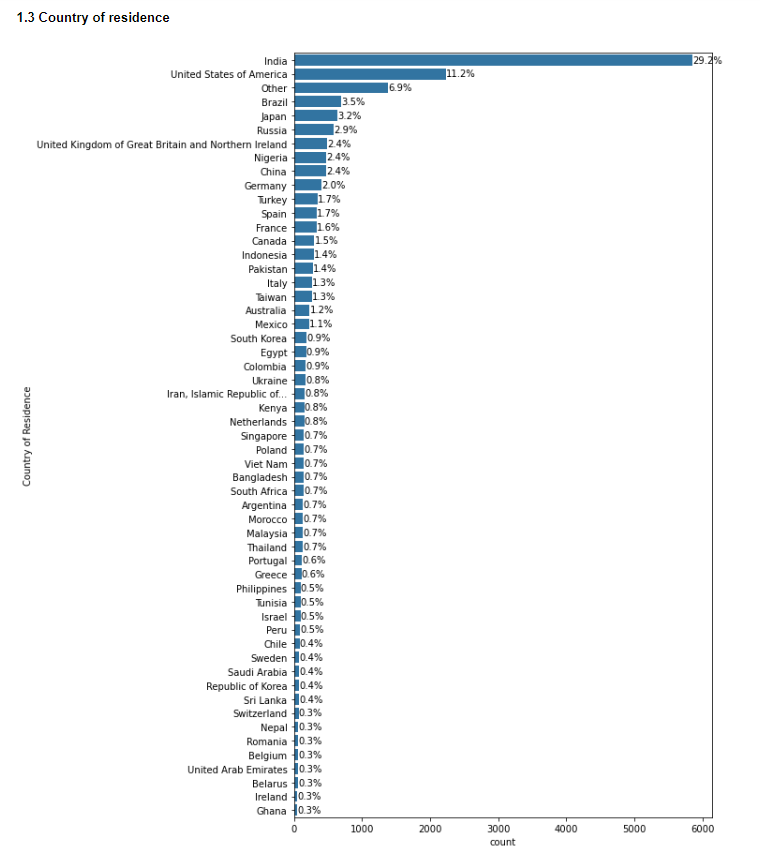 1.3 Country of residence
Country of Residence
India 29.2%
United States of America 11.2%
Other 6.9%
Brazil 3.5%
Japan 3.2%
Russia 2.9%
United Kingdom of Great Britain and Northern Ireland 2.4%
Nigeria 2.4%
China 2.4%
Germany 2.0%
Turkey 1.7%
Spain 1.7%
France 1.6%
Canada 1.5%
Indonesia 1.4%
Pakistan 1.4%
Italy 1.3%
Taiwan 1.3%
Australia 1.2%
Mexico 1.1%
South Korea 0.9%
Egypt 0.9%
Colombia 0.9%
Ukraine 0.8%
Iran, Islamic Republic of... 0.8%
Kenya 0.8%
Netherlands 0.8%
Singapore 0.7%
Poland 0.7%
Viet Nam 0.7%
Bangladesh 0.7%
South Africa 0.7%
Argentina 0.7%
Morocco 0.7%
Malaysia 0.7%
Thailand 0.7%
Portugal 0.6%
Greece 0.6%
Philippines 0.5%
Tunisia 0.5%
Israel 0.5%
Peru 0.5%
Chile 0.4%
Sweden 0.4%
Saudi Arabia 0.4%
Republic of Korea 0.4%
Sri Lanka 0.4%
Switzerland 0.3%
Nepal 0.3%
Romania 0.3%
Belgium 0.3%
United Arab Emirates 0.3%
Belarus 0.3%
Ireland 0.3%
Ghana 0.3%
0 1000 2000 3000 4000 5000 6000
count